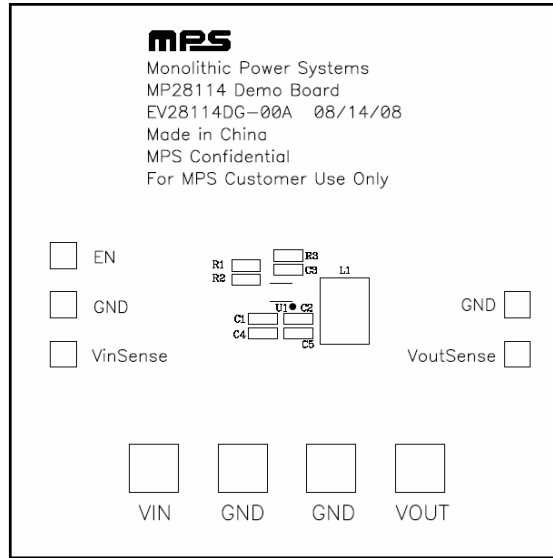 MPS
Monolithic Power Systems
MP28114 Demo Board
EV28114DG-00A 08/14/08
Made in China
MPS Confidential
For MPS Customer Use Only
EN
GND
VinSense
R1
R2
R3
C3
L1
U1 C2
C1
C4
C5
GND
VoutSense
VIN GND GND VOUT